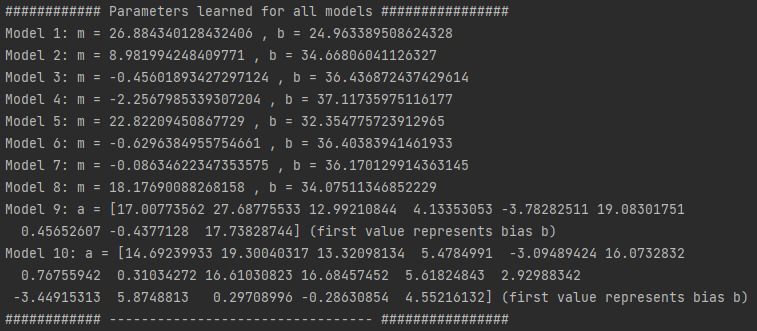 ############ Parameters learned for all models ################
Model 1: m = 26.884340128432406 , b = 24.963389508624328
Model 2: m = 8.981994248409771 , b = 34.66806041126327
Model 3: m = -0.45601893427297124 , b = 36.436872437429614
Model 4: m = -2.2567985339307204 , b = 37.11735975116177
Model 5: m = 22.82209450867729 , b = 32.354775723912965
Model 6: m = -0.6296384955754661 , b = 36.40383941461933
Model 7: m = -0.08634622347353575 , b = 36.170129914363145
Model 8: m = 18.17690088268158 , b = 34.07511346852229
Model 9: a = [17.00773562 27.68775533 12.99210844  4.13353053 -3.78282511 19.08301751
  0.45652607 -0.4377128  17.73828744] (first value represents bias b)
Model 10: a = [14.69239933 19.30040317 13.32098134  5.4784991  -3.09489424 16.0732832
  0.76755942  0.31034272 16.61030823 16.68457452  5.61824843  2.92988342
 -3.44915313  5.8748813   0.29708996 -0.28630854  4.55216132] (first value represents bias b)
############ --------------------------------- ################